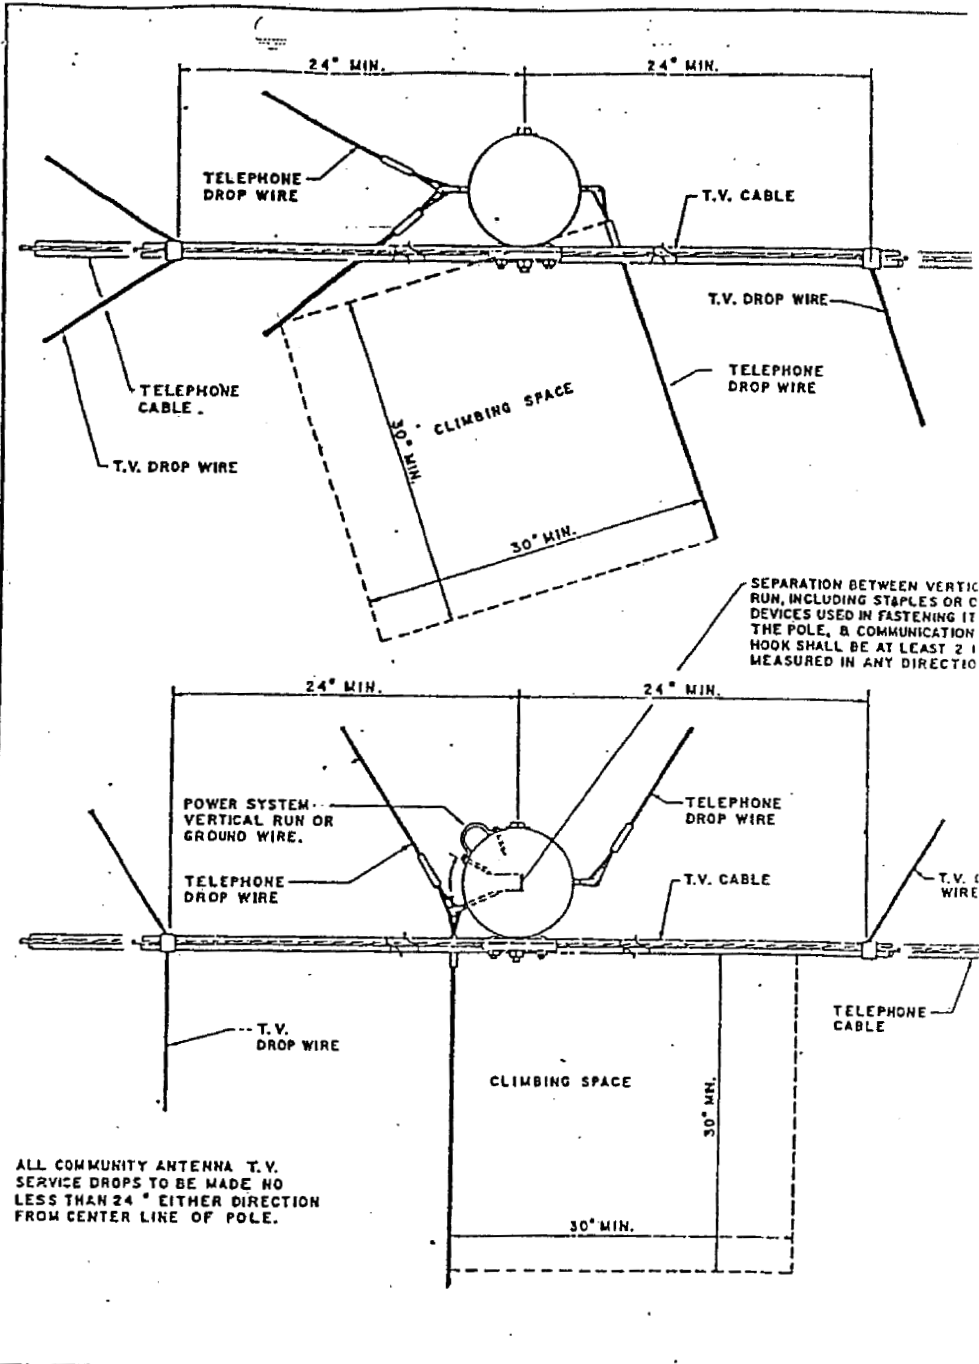 24" MIN.
24" MIN.
TELEPHONE
DROP WIRE
T.V. CABLE
T.V. DROP WIRE
TELEPHONE
DROP WIRE
TELEPHONE
CABLE.
CLIMBING SPACE
30" MIN.
T.V. DROP WIRE
30" MIN.
SEPARATION BETWEEN VERTIC
RUN, INCLUDING STAPLES OR C
DEVICES USED IN FASTENING IT
THE POLE, & COMMUNICATION
HOOK SHALL BE AT LEAST 2 I
MEASURED IN ANY DIRECTIO
24" MIN.
24" MIN.
POWER SYSTEM
VERTICAL RUN OR
GROUND WIRE.
TELEPHONE
DROP WIRE
TELEPHONE
DROP WIRE
T.V. CABLE
T.V.
WIRE
T.V.
DROP WIRE
TELEPHONE
CABLE
CLIMBING SPACE
30" MIN.
ALL COMMUNITY ANTENNA T.V.
SERVICE DROPS TO BE MADE NO
LESS THAN 24" EITHER DIRECTION
FROM CENTER LINE OF POLE.
30" MIN.